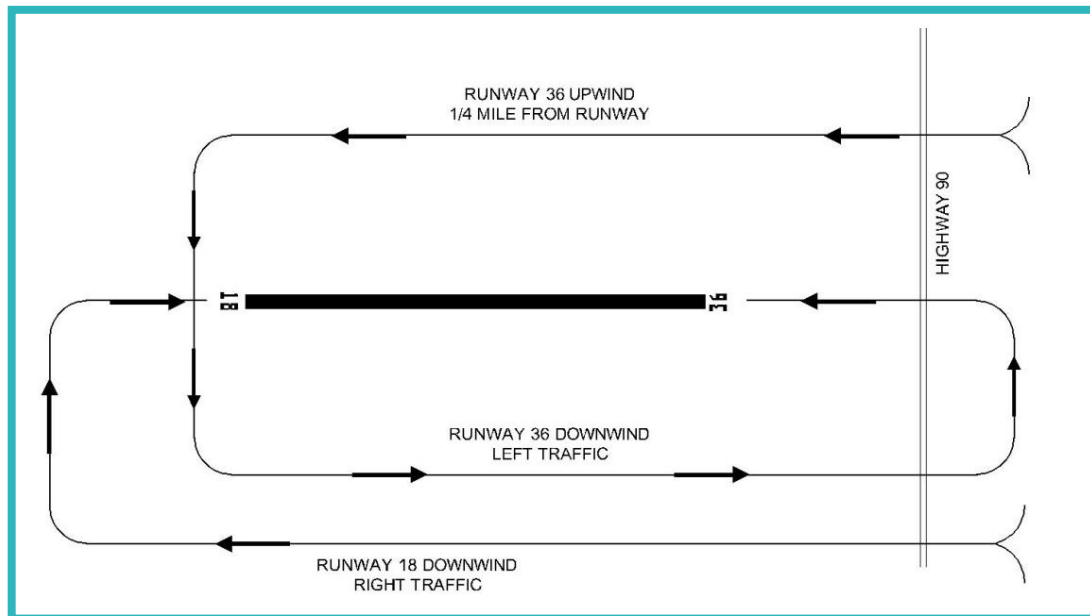 RUNWAY 36 UPWIND
1/4 MILE FROM RUNWAY
HIGHWAY 90
18
36
RUNWAY 36 DOWNWIND
LEFT TRAFFIC
RUNWAY 18 DOWNWIND
RIGHT TRAFFIC